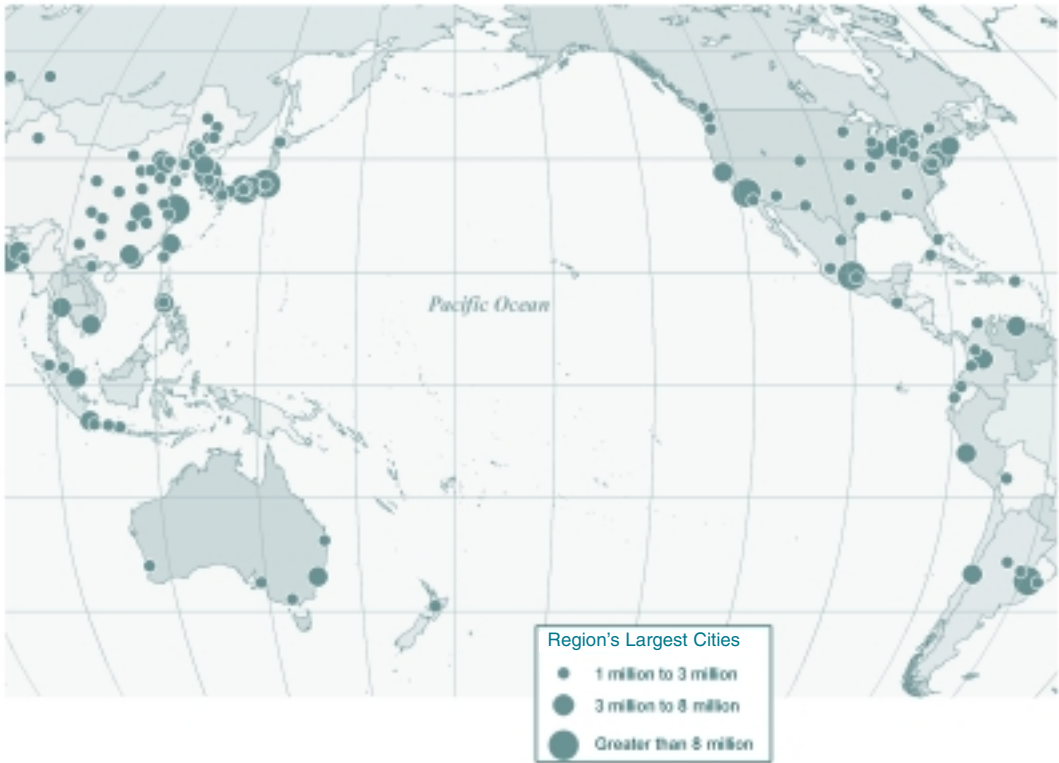 Pacific Ocean
Region's Largest Cities
1 million to 3 million
3 million to 8 million
Greater than 8 million